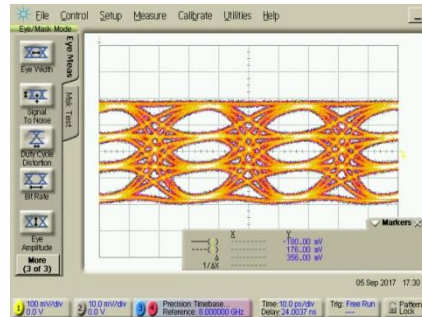 File Control Setup Measure Calibrate Utilities Help
Eye/Mask Mode
Eye Meas
Mask Test
Eye Width
Signal
To Noise
Duty Cycle
Distortion
Bit Rate
Eye
Amplitude
More
(3 of 3)
Markers
X Y
-180.00 mV
176.00 mV
Δ 356.00 mV
1/ΔX
05 Sep 2017 17:30
1 100 mV/div
0.0 V
2 10.0 mV/div
0.0 V
3 4 Precision Timebase...
Reference: 8.000000 GHz
Time: 10.0 ps/div
Delay: 24.0037 ns
Trig: Free Run
Pattern
Lock